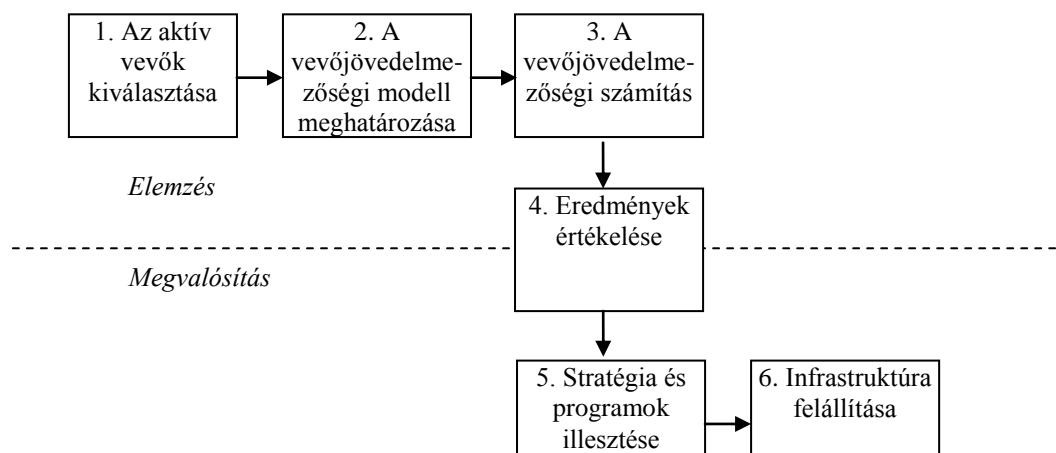 1. Az aktív
vevők
kiválasztása
2. A
vevőjövedelme-
zőségi modell
meghatározása
3. A
vevőjövedelme-
zőségi számítás
Elemzés
4. Eredmények
értékelése
Megvalósítás
5. Stratégia és
programok
illesztése
6. Infrastruktúra
felállítása